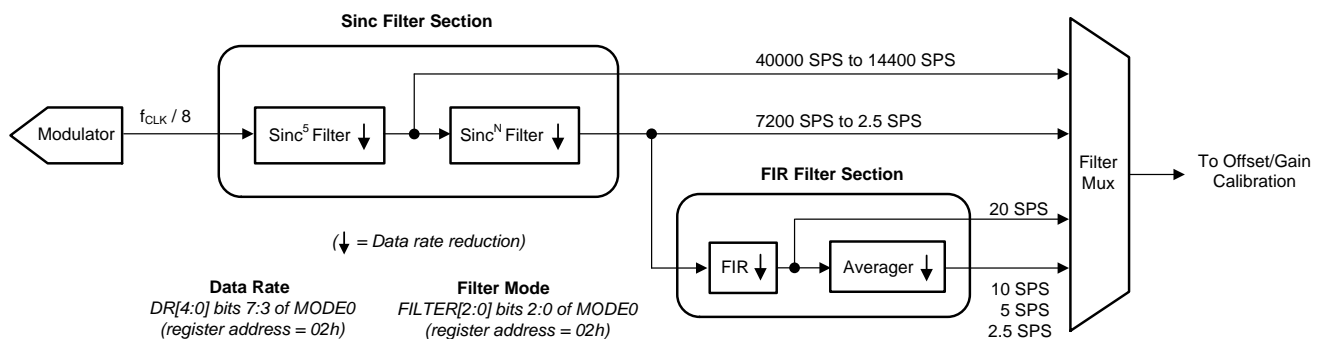 Sinc Filter Section
40000 SPS to 14400 SPS
Modulator
fCLK / 8
Sinc5 Filter
SincN Filter
7200 SPS to 2.5 SPS
Filter
Mux
To Offset/Gain
Calibration
FIR Filter Section
20 SPS
(↓ = Data rate reduction)
FIR
Averager
10 SPS
5 SPS
2.5 SPS
Data Rate
DR[4:0] bits 7:3 of MODE0
(register address = 02h)
Filter Mode
FILTER[2:0] bits 2:0 of MODE0
(register address = 02h)